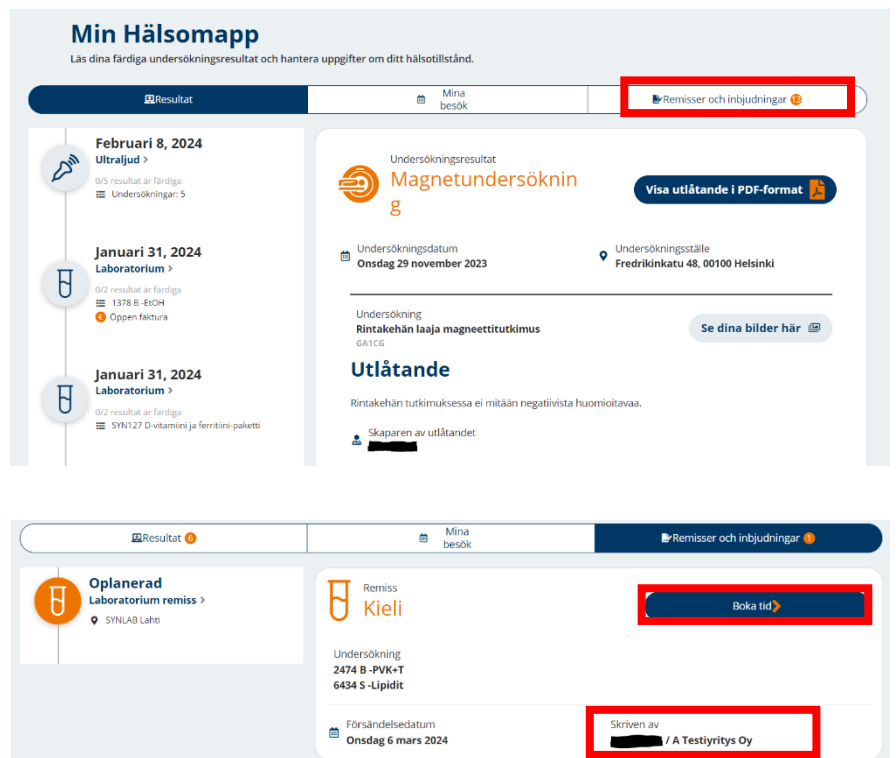 Min Hälsomapp
Läs dina färdiga undersökningsresultat och hantera uppgifter om ditt hälsotillstånd.
Resultat
Mina
besök
Remisser och inbjudningar 13
Februari 8, 2024
Ultraljud >
0/5 resultat är färdiga
Undersökningar: 5
Januari 31, 2024
Laboratorium >
0/2 resultat är färdiga
1378 B -EtOH
€ Öppen faktura
Januari 31, 2024
Laboratorium >
0/2 resultat är färdiga
SYN127 D-vitamiini ja ferritiini-paketti
Undersökningsresultat
Magnetundersöknin
g
Visa utlåtande i PDF-format
Undersökningsdatum
Onsdag 29 november 2023
Undersökningsställe
Fredrikinkatu 48, 00100 Helsinki
Undersökning
Rintakehän laaja magneettitutkimus
GA1CG
Se dina bilder här
Utlåtande
Rintakehän tutkimuksessa ei mitään negatiivista huomioitavaa.
Skaparen av utlåtandet
Resultat 6
Mina
besök
Remisser och inbjudningar 1
Oplanerad
Laboratorium remiss >
SYNLAB Lahti
Remiss
Kieli
Boka tid >
Undersökning
2474 B -PVK+T
6434 S -Lipidit
Försändelsedatum
Onsdag 6 mars 2024
Skriven av
/ A Testiyritys Oy